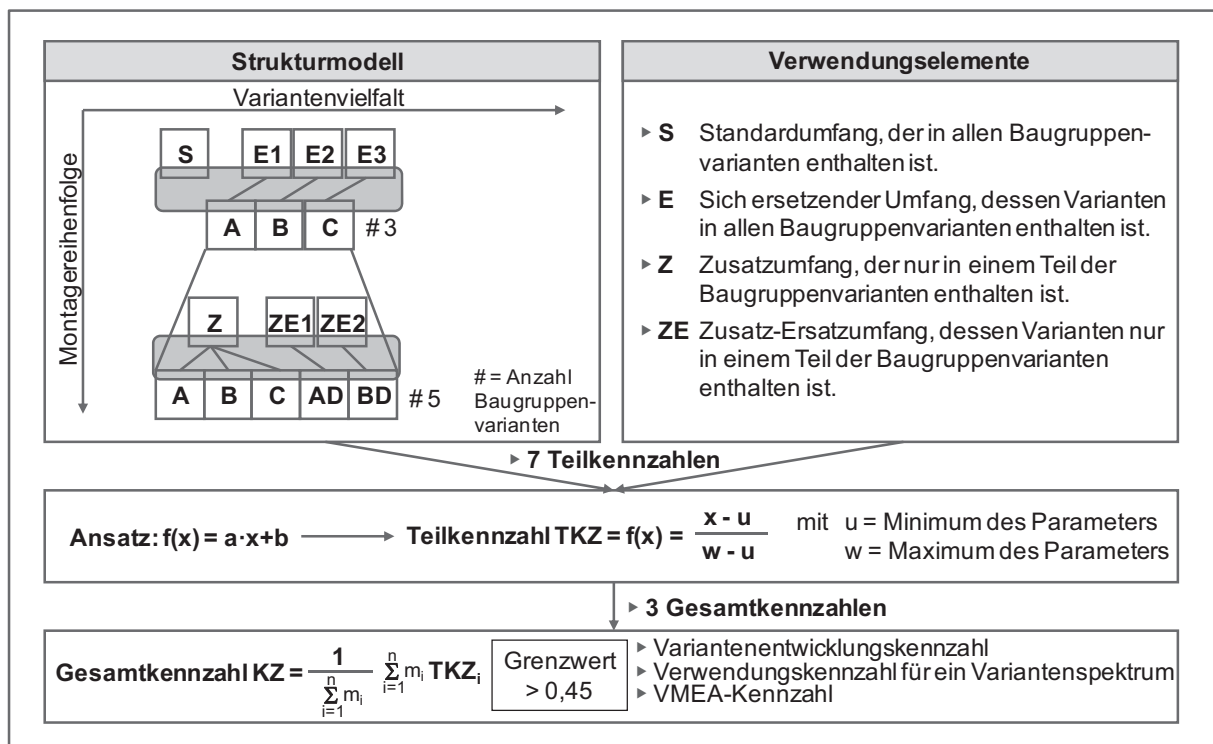 Strukturmodell
Variantenvielfalt
Montagereihenfolge
S E1 E2 E3
A B C #3
Z ZE1 ZE2
A B C AD BD #5
# = Anzahl
Baugruppen-
varianten
Verwendungselemente
▸ S Standardumfang, der in allen Baugruppen-
varianten enthalten ist.
▸ E Sich ersetzender Umfang, dessen Varianten
in allen Baugruppenvarianten enthalten ist.
▸ Z Zusatzumfang, der nur in einem Teil der
Baugruppenvarianten enthalten ist.
▸ ZE Zusatz-Ersatzumfang, dessen Varianten nur
in einem Teil der Baugruppenvarianten
enthalten ist.
▸ 7 Teilkennzahlen
Ansatz: f(x) = a·x+b → Teilkennzahl TKZ = f(x) = (x - u) / (w - u) mit u = Minimum des Parameters
w = Maximum des Parameters
▸ 3 Gesamtkennzahlen
Gesamtkennzahl KZ = 1 / (∑_{i=1}^{n} m_i) ∑_{i=1}^{n} m_i TKZ_i
Grenzwert
> 0,45
▸ Variantenentwicklungskennzahl
▸ Verwendungskennzahl für ein Variantenspektrum
▸ VMEA-Kennzahl